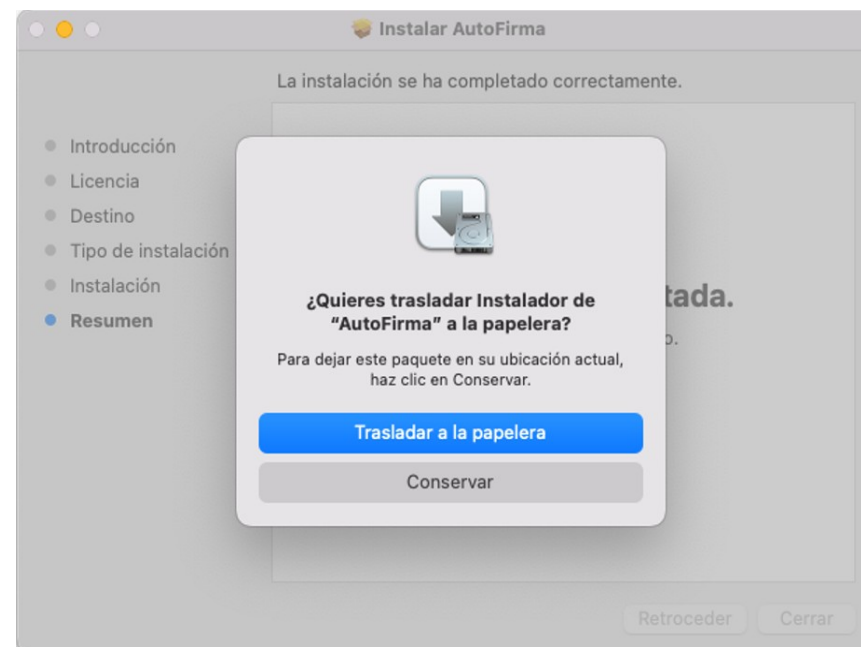 Instalar AutoFirma
La instalación se ha completado correctamente.
Introducción
Licencia
Destino
Tipo de instalación
Instalación
Resumen
tada.
o.
¿Quieres trasladar Instalador de
“AutoFirma” a la papelera?
Para dejar este paquete en su ubicación actual,
haz clic en Conservar.
Trasladar a la papelera
Conservar
Retroceder
Cerrar